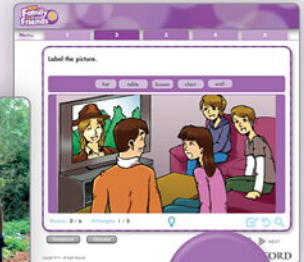 Family and Friends
Menu 1 2 3 4 5
Label the picture.
hat table brown chair wall
Score: 0 / 6 Attempts: 1 / 3
NEXT
FORD